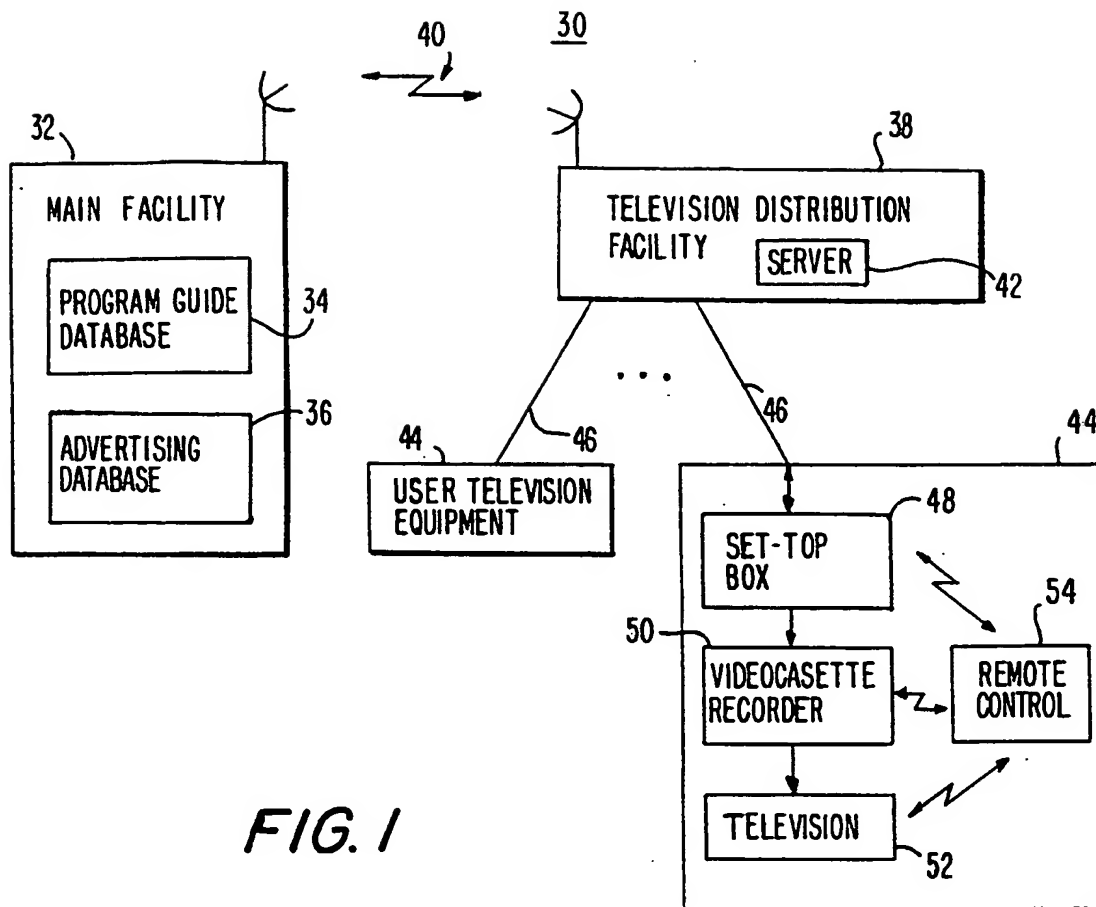 30
40
32
38
MAIN FACILITY
PROGRAM GUIDE
DATABASE
34
ADVERTISING
DATABASE
36
TELEVISION DISTRIBUTION
FACILITY
SERVER
42
...
46
46
44
USER TELEVISION
EQUIPMENT
44
SET-TOP
BOX
48
50
VIDEOCASETTE
RECORDER
54
REMOTE
CONTROL
TELEVISION
52
FIG. 1